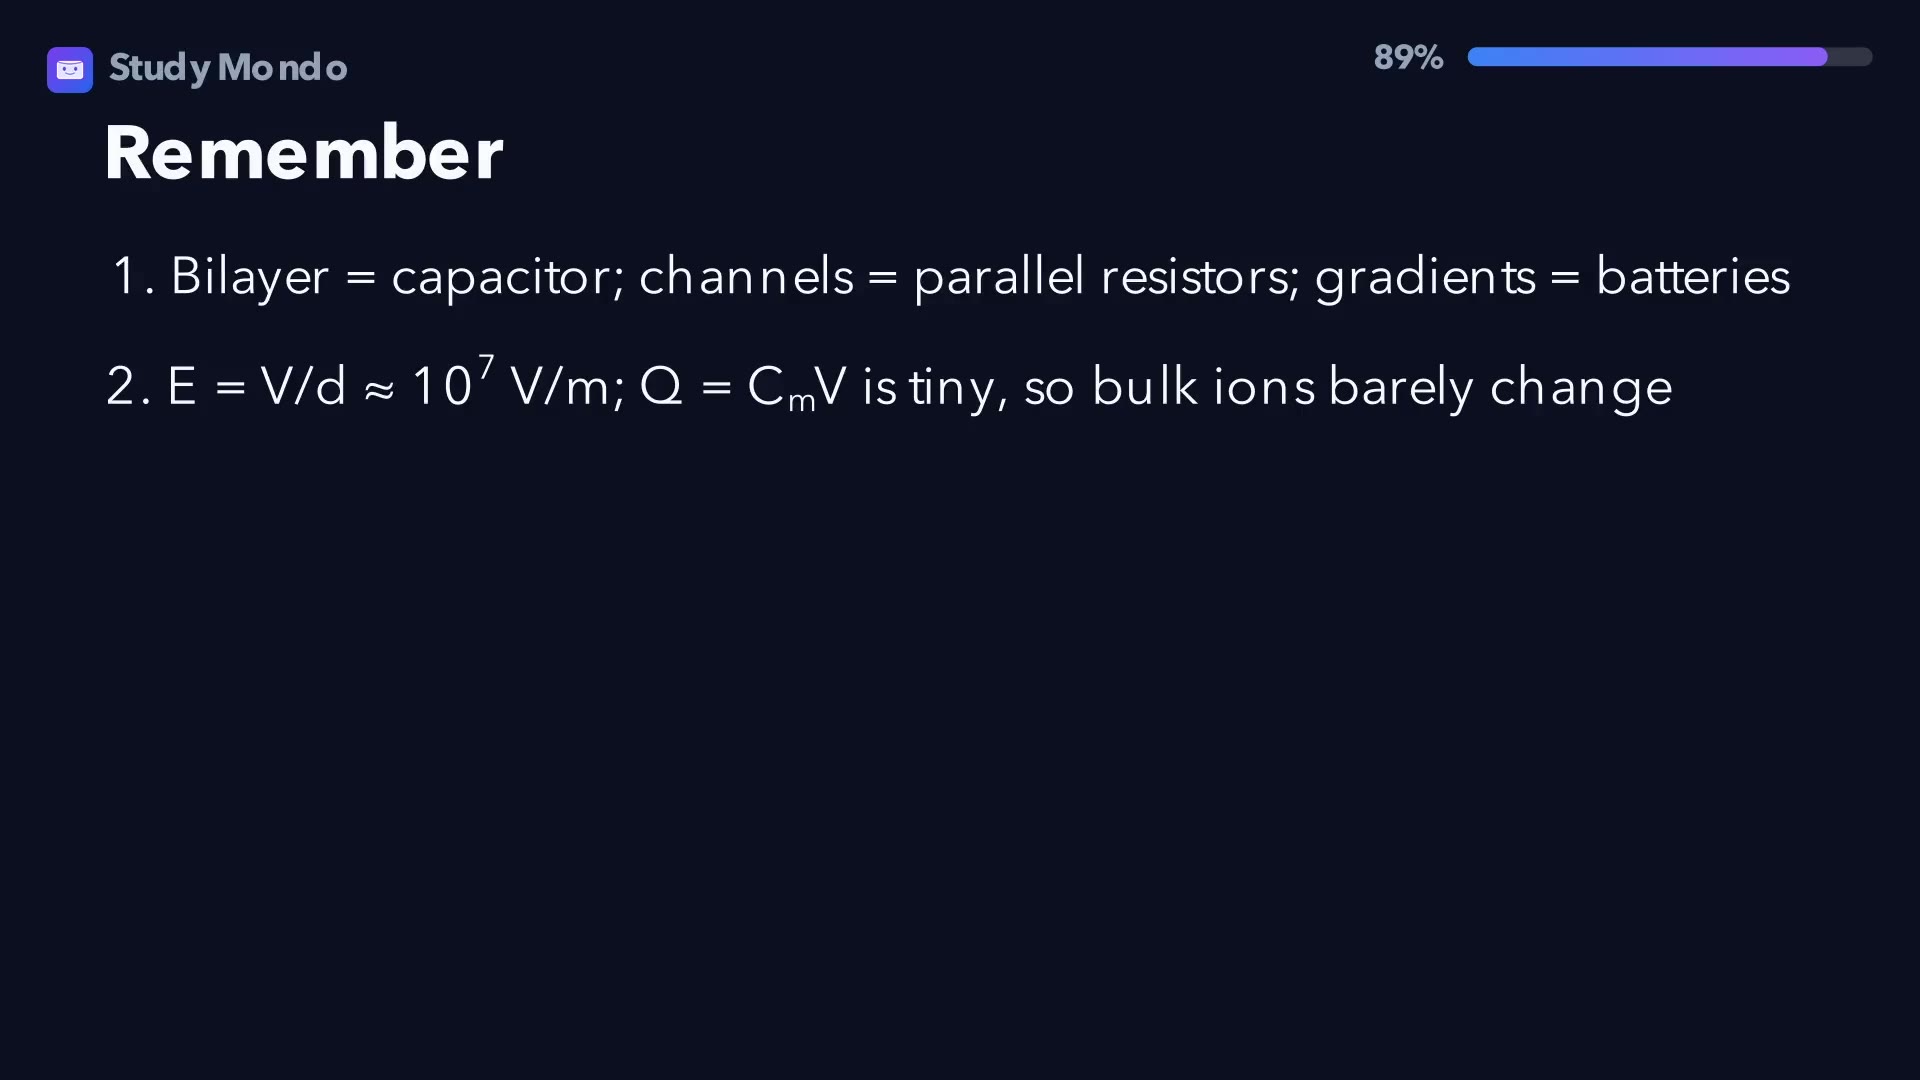 Study Mondo
89%
Remember
1. Bilayer = capacitor; channels = parallel resistors; gradients = batteries
2. E = V/d ≈ 10⁷ V/m; Q = CₘV is tiny, so bulk ions barely change